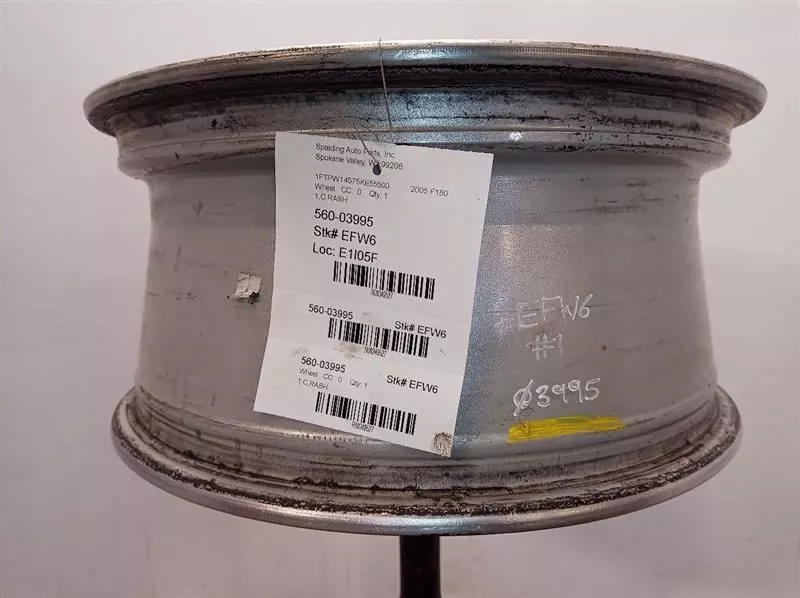 Spalding Auto Parts, Inc.
Spokane Valley, WA 99206
1FTPW14575KE55500 2005 F150
Wheel CC: 0 Qty: 1
1,C.RASH
560-03995
Stk# EFW6
Loc: E1I05F
560-03995 Stk# EFW6
560-03995 Stk# EFW6
Wheel CC: 0 Qty: 1
1,C.RASH
EFW6
#1
Ø3995